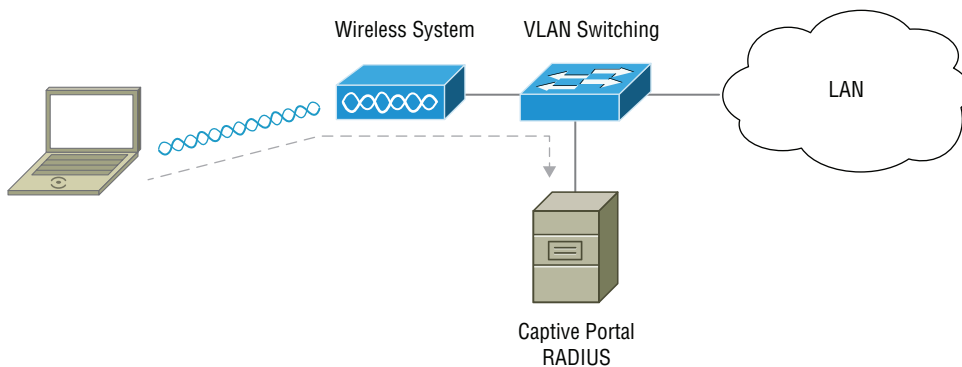 Wireless System
VLAN Switching
LAN
Captive Portal
RADIUS